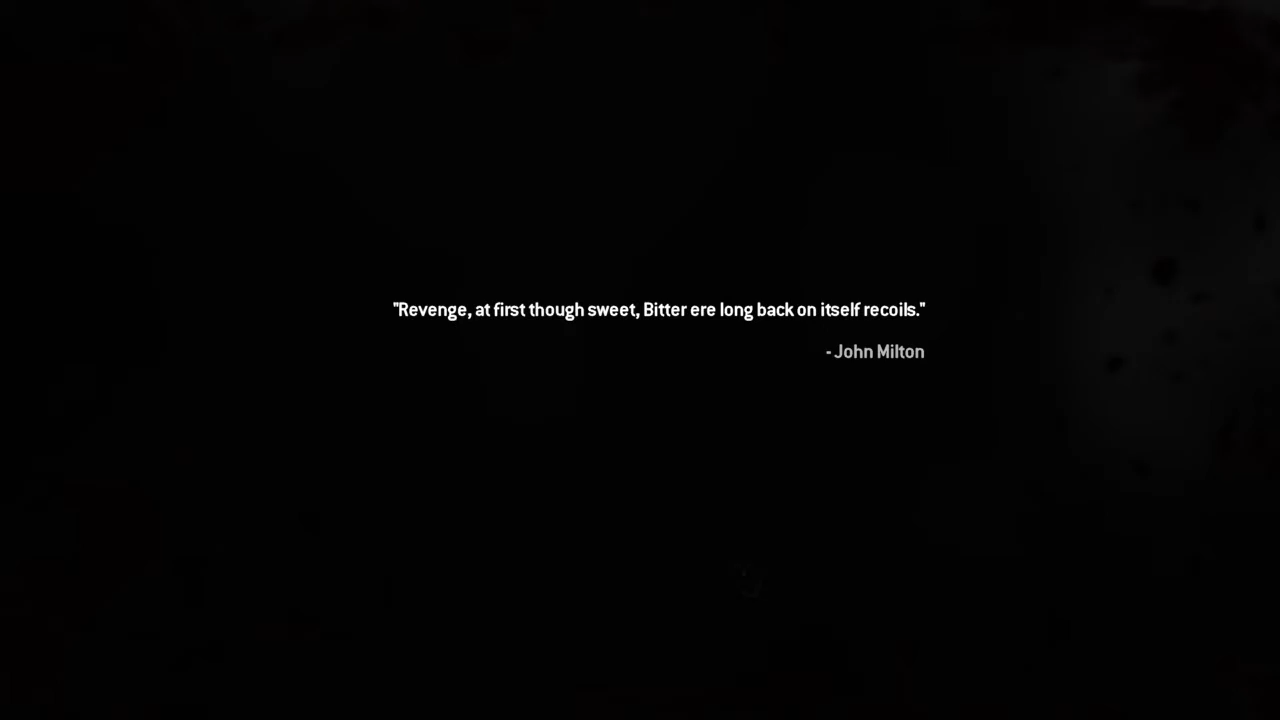 "Revenge, at first though sweet, Bitter ere long back on itself recoils."
- John Milton